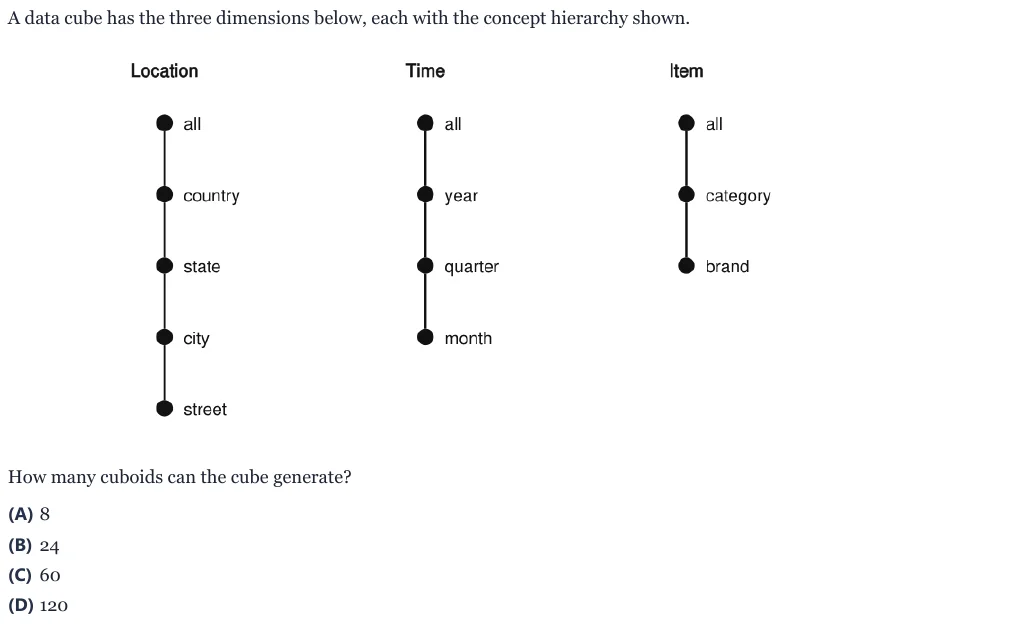 A data cube has the three dimensions below, each with the concept hierarchy shown.
Location Time Item
all all all
country year category
state quarter brand
city month
street
How many cuboids can the cube generate?
(A) 8
(B) 24
(C) 60
(D) 120